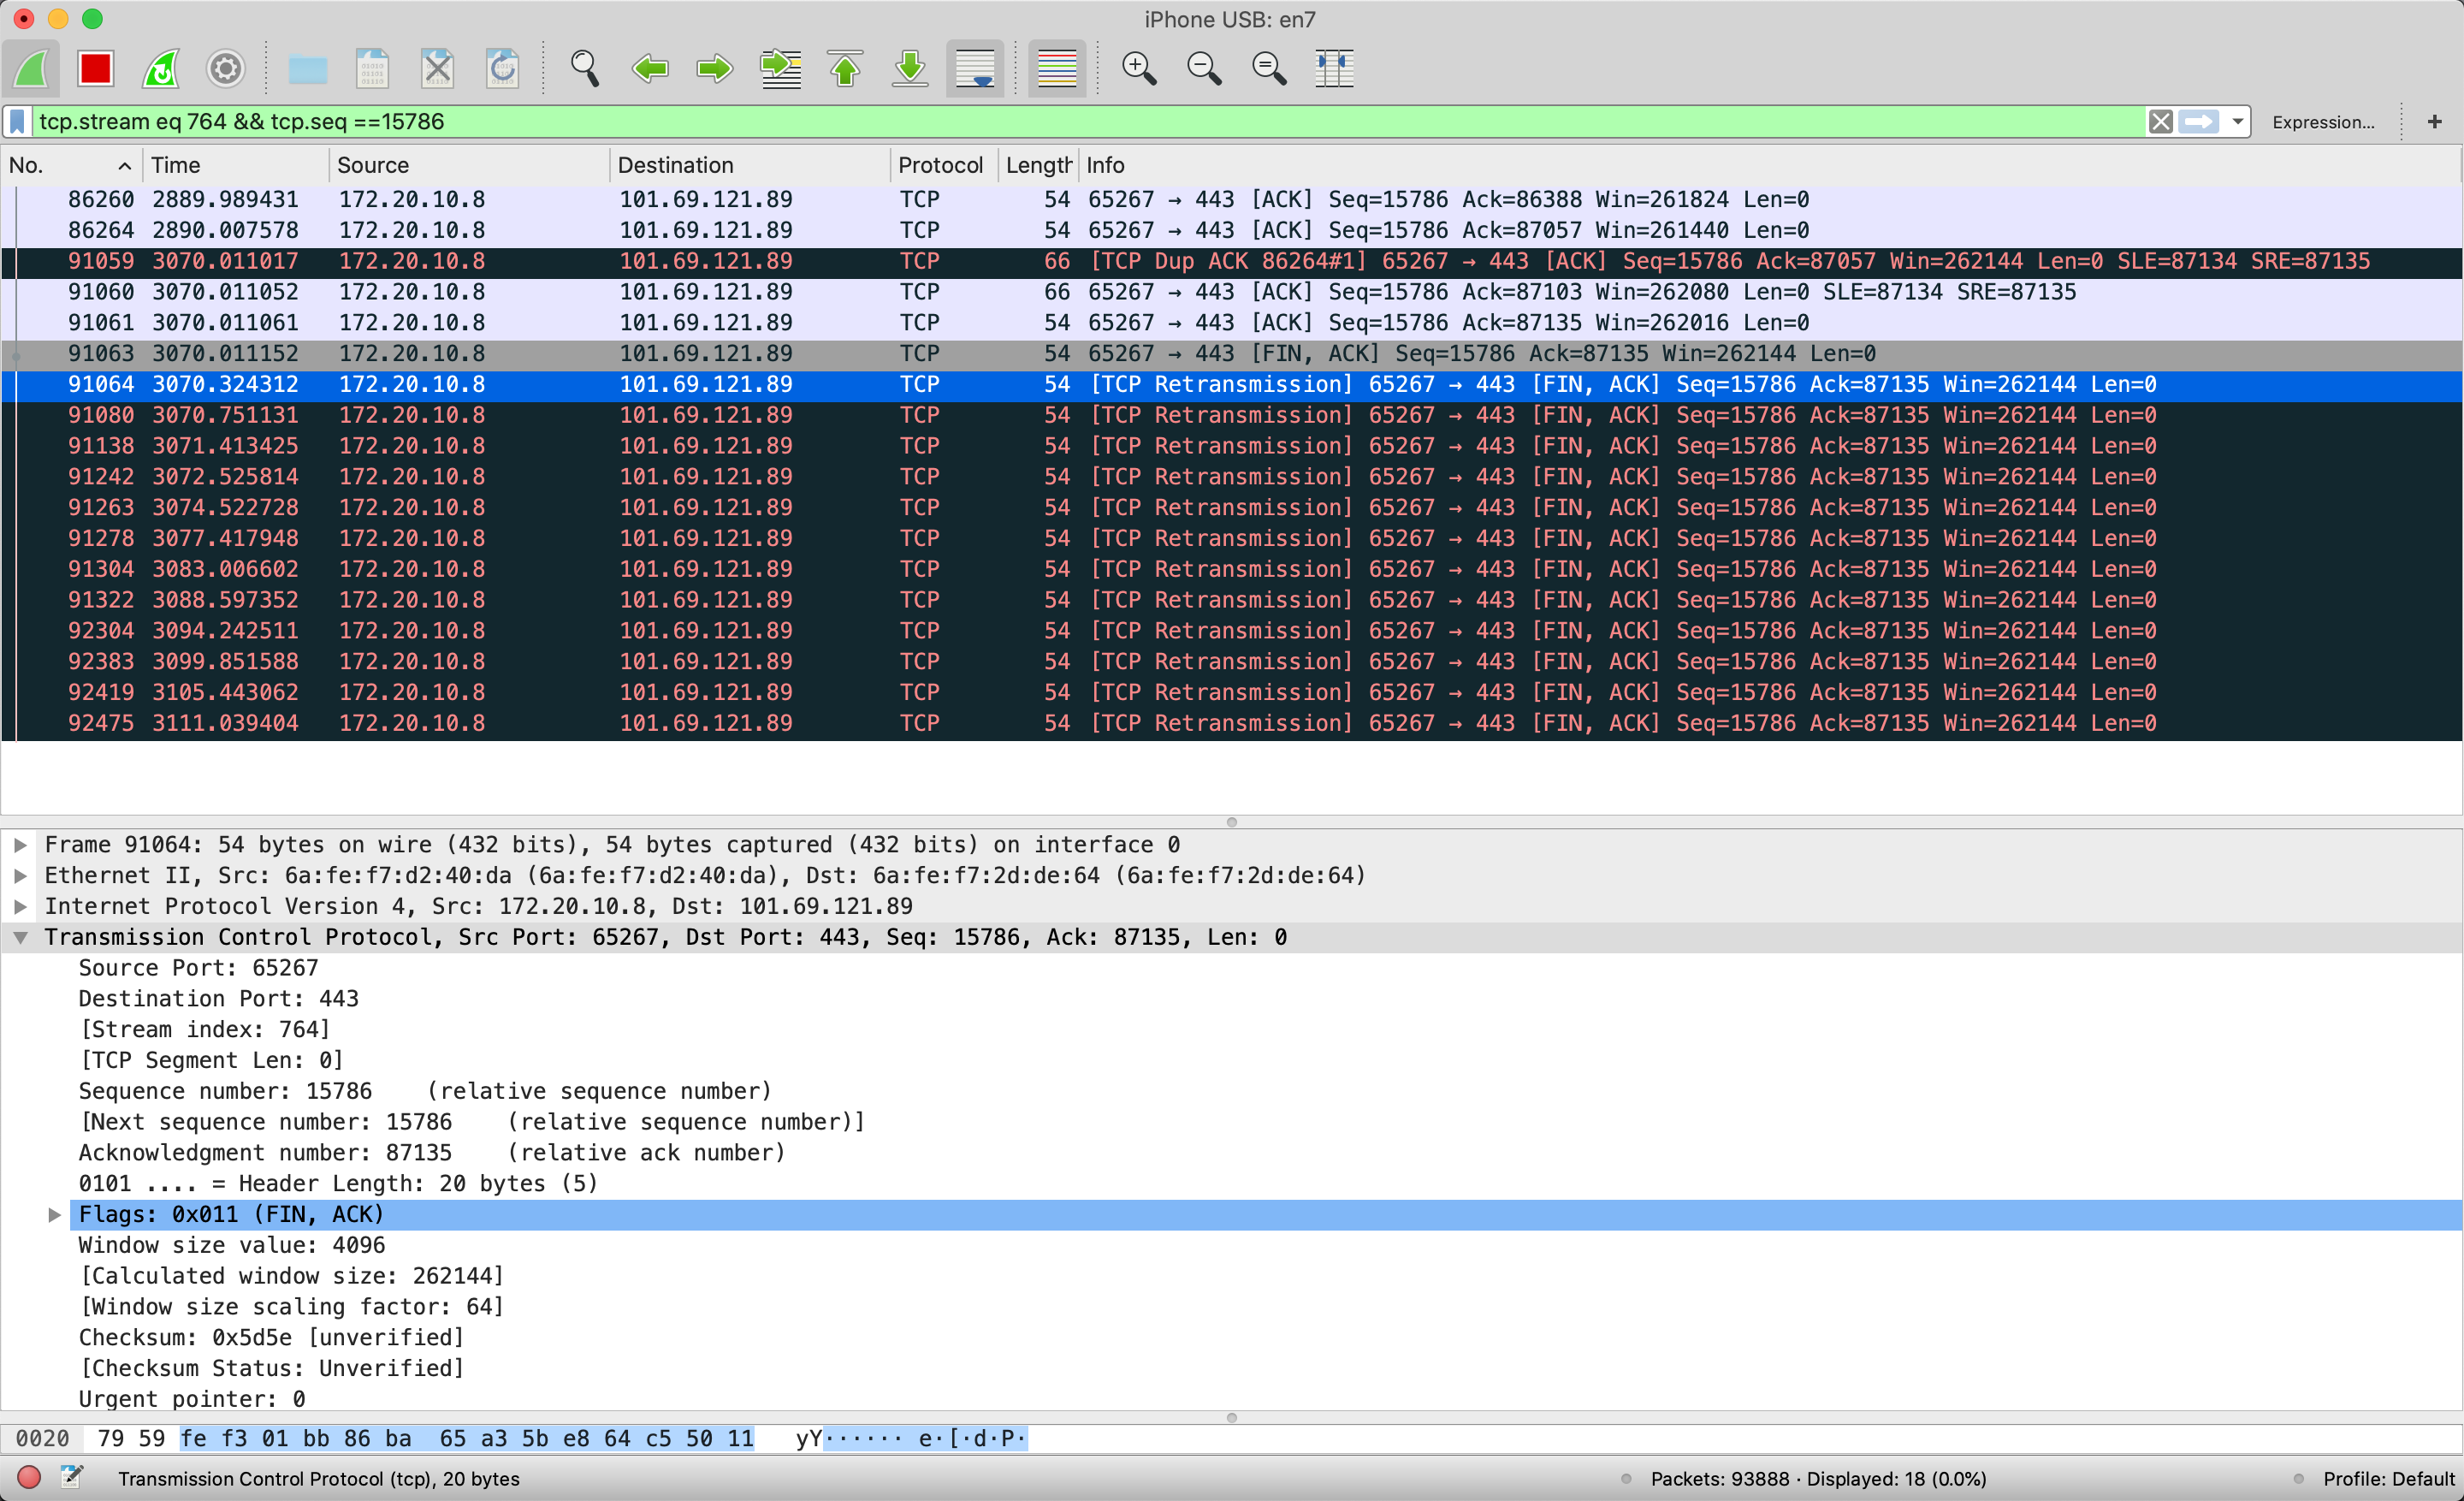 iPhone USB: en7
tcp.stream eq 764 && tcp.seq ==15786 Expression... +
No. Time Source Destination Protocol Length Info
86260 2889.989431 172.20.10.8 101.69.121.89 TCP 54 65267 → 443 [ACK] Seq=15786 Ack=86388 Win=261824 Len=0
86264 2890.007578 172.20.10.8 101.69.121.89 TCP 54 65267 → 443 [ACK] Seq=15786 Ack=87057 Win=261440 Len=0
91059 3070.011017 172.20.10.8 101.69.121.89 TCP 66 [TCP Dup ACK 86264#1] 65267 → 443 [ACK] Seq=15786 Ack=87057 Win=262144 Len=0 SLE=87134 SRE=87135
91060 3070.011052 172.20.10.8 101.69.121.89 TCP 66 65267 → 443 [ACK] Seq=15786 Ack=87103 Win=262080 Len=0 SLE=87134 SRE=87135
91061 3070.011061 172.20.10.8 101.69.121.89 TCP 54 65267 → 443 [ACK] Seq=15786 Ack=87135 Win=262016 Len=0
91063 3070.011152 172.20.10.8 101.69.121.89 TCP 54 65267 → 443 [FIN, ACK] Seq=15786 Ack=87135 Win=262144 Len=0
91064 3070.324312 172.20.10.8 101.69.121.89 TCP 54 [TCP Retransmission] 65267 → 443 [FIN, ACK] Seq=15786 Ack=87135 Win=262144 Len=0
91080 3070.751131 172.20.10.8 101.69.121.89 TCP 54 [TCP Retransmission] 65267 → 443 [FIN, ACK] Seq=15786 Ack=87135 Win=262144 Len=0
91138 3071.413425 172.20.10.8 101.69.121.89 TCP 54 [TCP Retransmission] 65267 → 443 [FIN, ACK] Seq=15786 Ack=87135 Win=262144 Len=0
91242 3072.525814 172.20.10.8 101.69.121.89 TCP 54 [TCP Retransmission] 65267 → 443 [FIN, ACK] Seq=15786 Ack=87135 Win=262144 Len=0
91263 3074.522728 172.20.10.8 101.69.121.89 TCP 54 [TCP Retransmission] 65267 → 443 [FIN, ACK] Seq=15786 Ack=87135 Win=262144 Len=0
91278 3077.417948 172.20.10.8 101.69.121.89 TCP 54 [TCP Retransmission] 65267 → 443 [FIN, ACK] Seq=15786 Ack=87135 Win=262144 Len=0
91304 3083.006602 172.20.10.8 101.69.121.89 TCP 54 [TCP Retransmission] 65267 → 443 [FIN, ACK] Seq=15786 Ack=87135 Win=262144 Len=0
91322 3088.597352 172.20.10.8 101.69.121.89 TCP 54 [TCP Retransmission] 65267 → 443 [FIN, ACK] Seq=15786 Ack=87135 Win=262144 Len=0
92304 3094.242511 172.20.10.8 101.69.121.89 TCP 54 [TCP Retransmission] 65267 → 443 [FIN, ACK] Seq=15786 Ack=87135 Win=262144 Len=0
92383 3099.851588 172.20.10.8 101.69.121.89 TCP 54 [TCP Retransmission] 65267 → 443 [FIN, ACK] Seq=15786 Ack=87135 Win=262144 Len=0
92419 3105.443062 172.20.10.8 101.69.121.89 TCP 54 [TCP Retransmission] 65267 → 443 [FIN, ACK] Seq=15786 Ack=87135 Win=262144 Len=0
92475 3111.039404 172.20.10.8 101.69.121.89 TCP 54 [TCP Retransmission] 65267 → 443 [FIN, ACK] Seq=15786 Ack=87135 Win=262144 Len=0
Frame 91064: 54 bytes on wire (432 bits), 54 bytes captured (432 bits) on interface 0
Ethernet II, Src: 6a:fe:f7:d2:40:da (6a:fe:f7:d2:40:da), Dst: 6a:fe:f7:2d:de:64 (6a:fe:f7:2d:de:64)
Internet Protocol Version 4, Src: 172.20.10.8, Dst: 101.69.121.89
Transmission Control Protocol, Src Port: 65267, Dst Port: 443, Seq: 15786, Ack: 87135, Len: 0
Source Port: 65267
Destination Port: 443
[Stream index: 764]
[TCP Segment Len: 0]
Sequence number: 15786 (relative sequence number)
[Next sequence number: 15786 (relative sequence number)]
Acknowledgment number: 87135 (relative ack number)
0101 .... = Header Length: 20 bytes (5)
Flags: 0x011 (FIN, ACK)
Window size value: 4096
[Calculated window size: 262144]
[Window size scaling factor: 64]
Checksum: 0x5d5e [unverified]
[Checksum Status: Unverified]
Urgent pointer: 0
0020 79 59 fe f3 01 bb 86 ba 65 a3 5b e8 64 c5 50 11 yY······ e·[·d·P·
Transmission Control Protocol (tcp), 20 bytes Packets: 93888 · Displayed: 18 (0.0%) Profile: Default